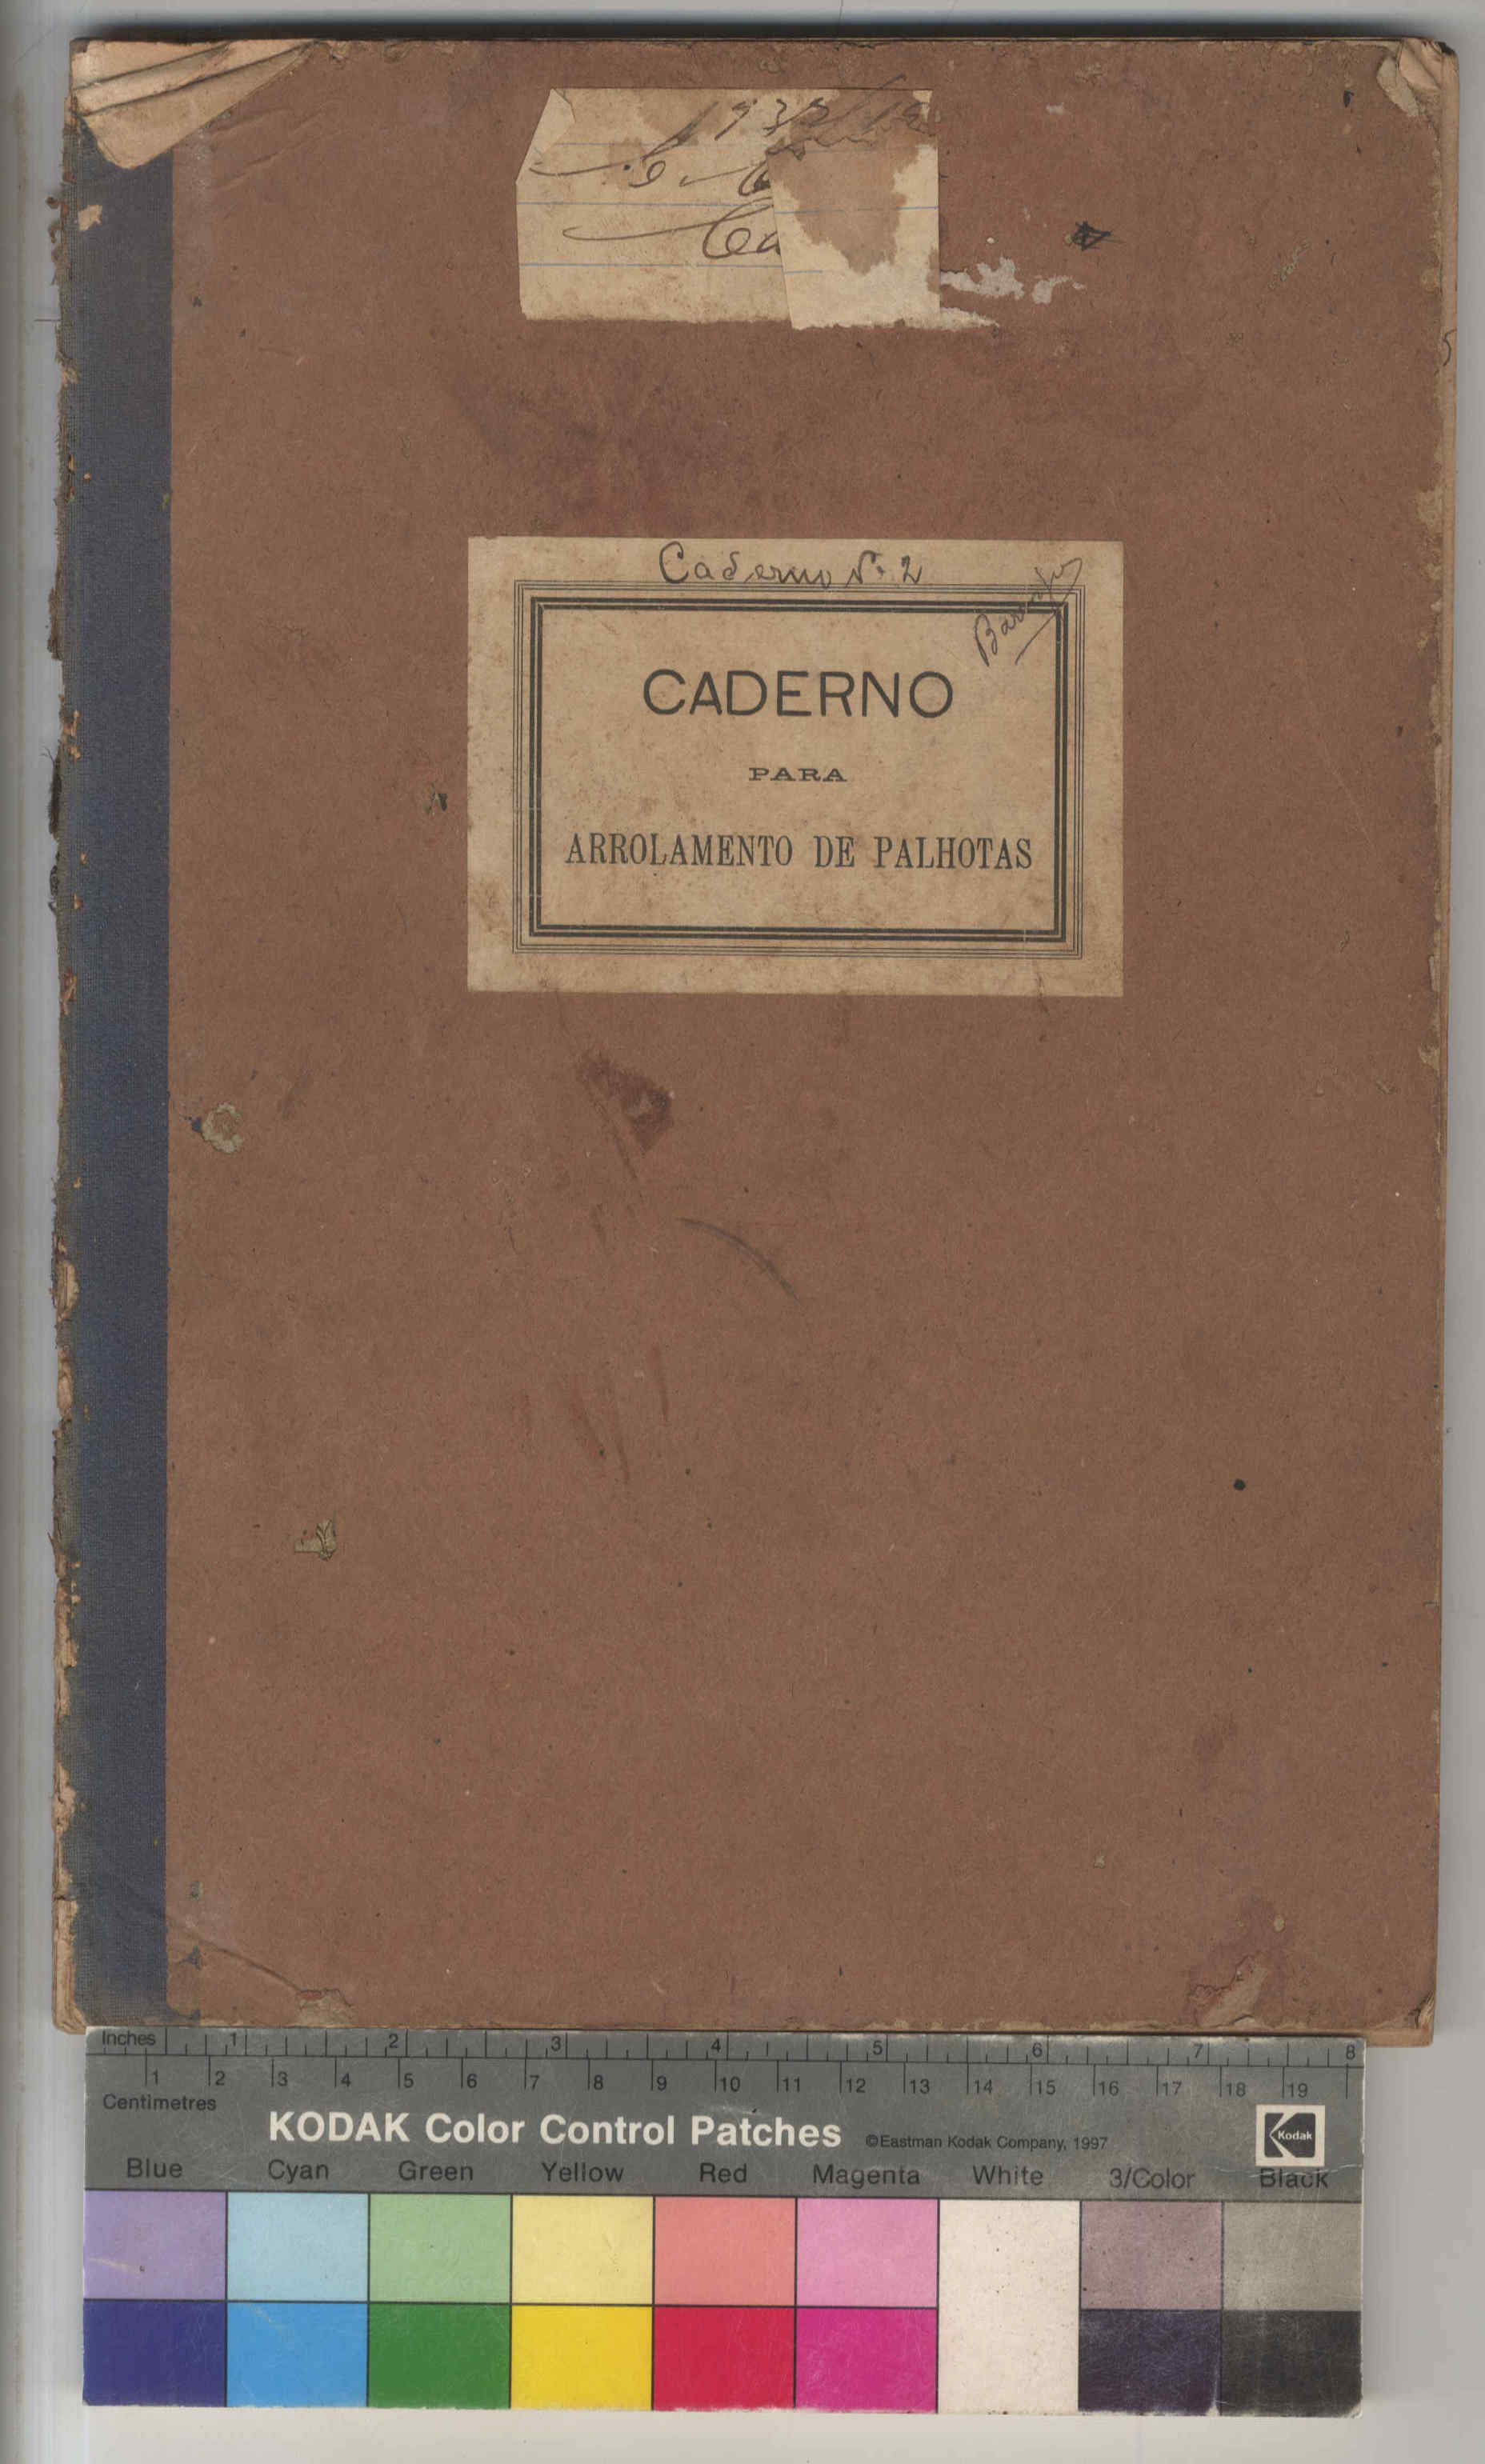 Caderno Nº 2
CADERNO
PARA
ARROLAMENTO DE PALHOTAS
Inches 1 2 3 4 5 6 7 8
1 2 3 4 5 6 7 8 9 10 11 12 13 14 15 16 17 18 19
Centimetres
KODAK Color Control Patches ©Eastman Kodak Company, 1997 Kodak
Blue Cyan Green Yellow Red Magenta White 3/Color Black